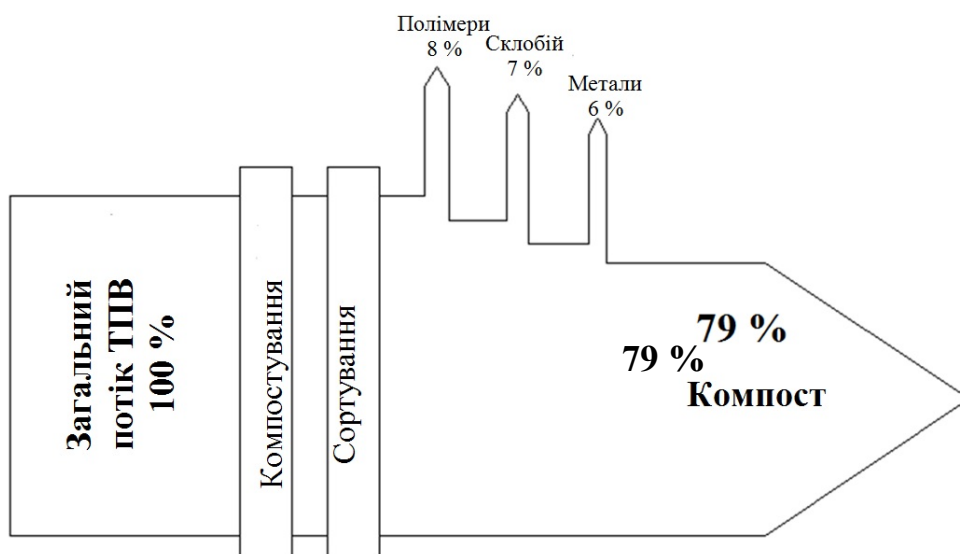 Полімери
8 %
Склобій
7 %
Метали
6 %
Загальний
потік ТПВ
100 %
Компостування
Сортування
79 %
79 %
Компост